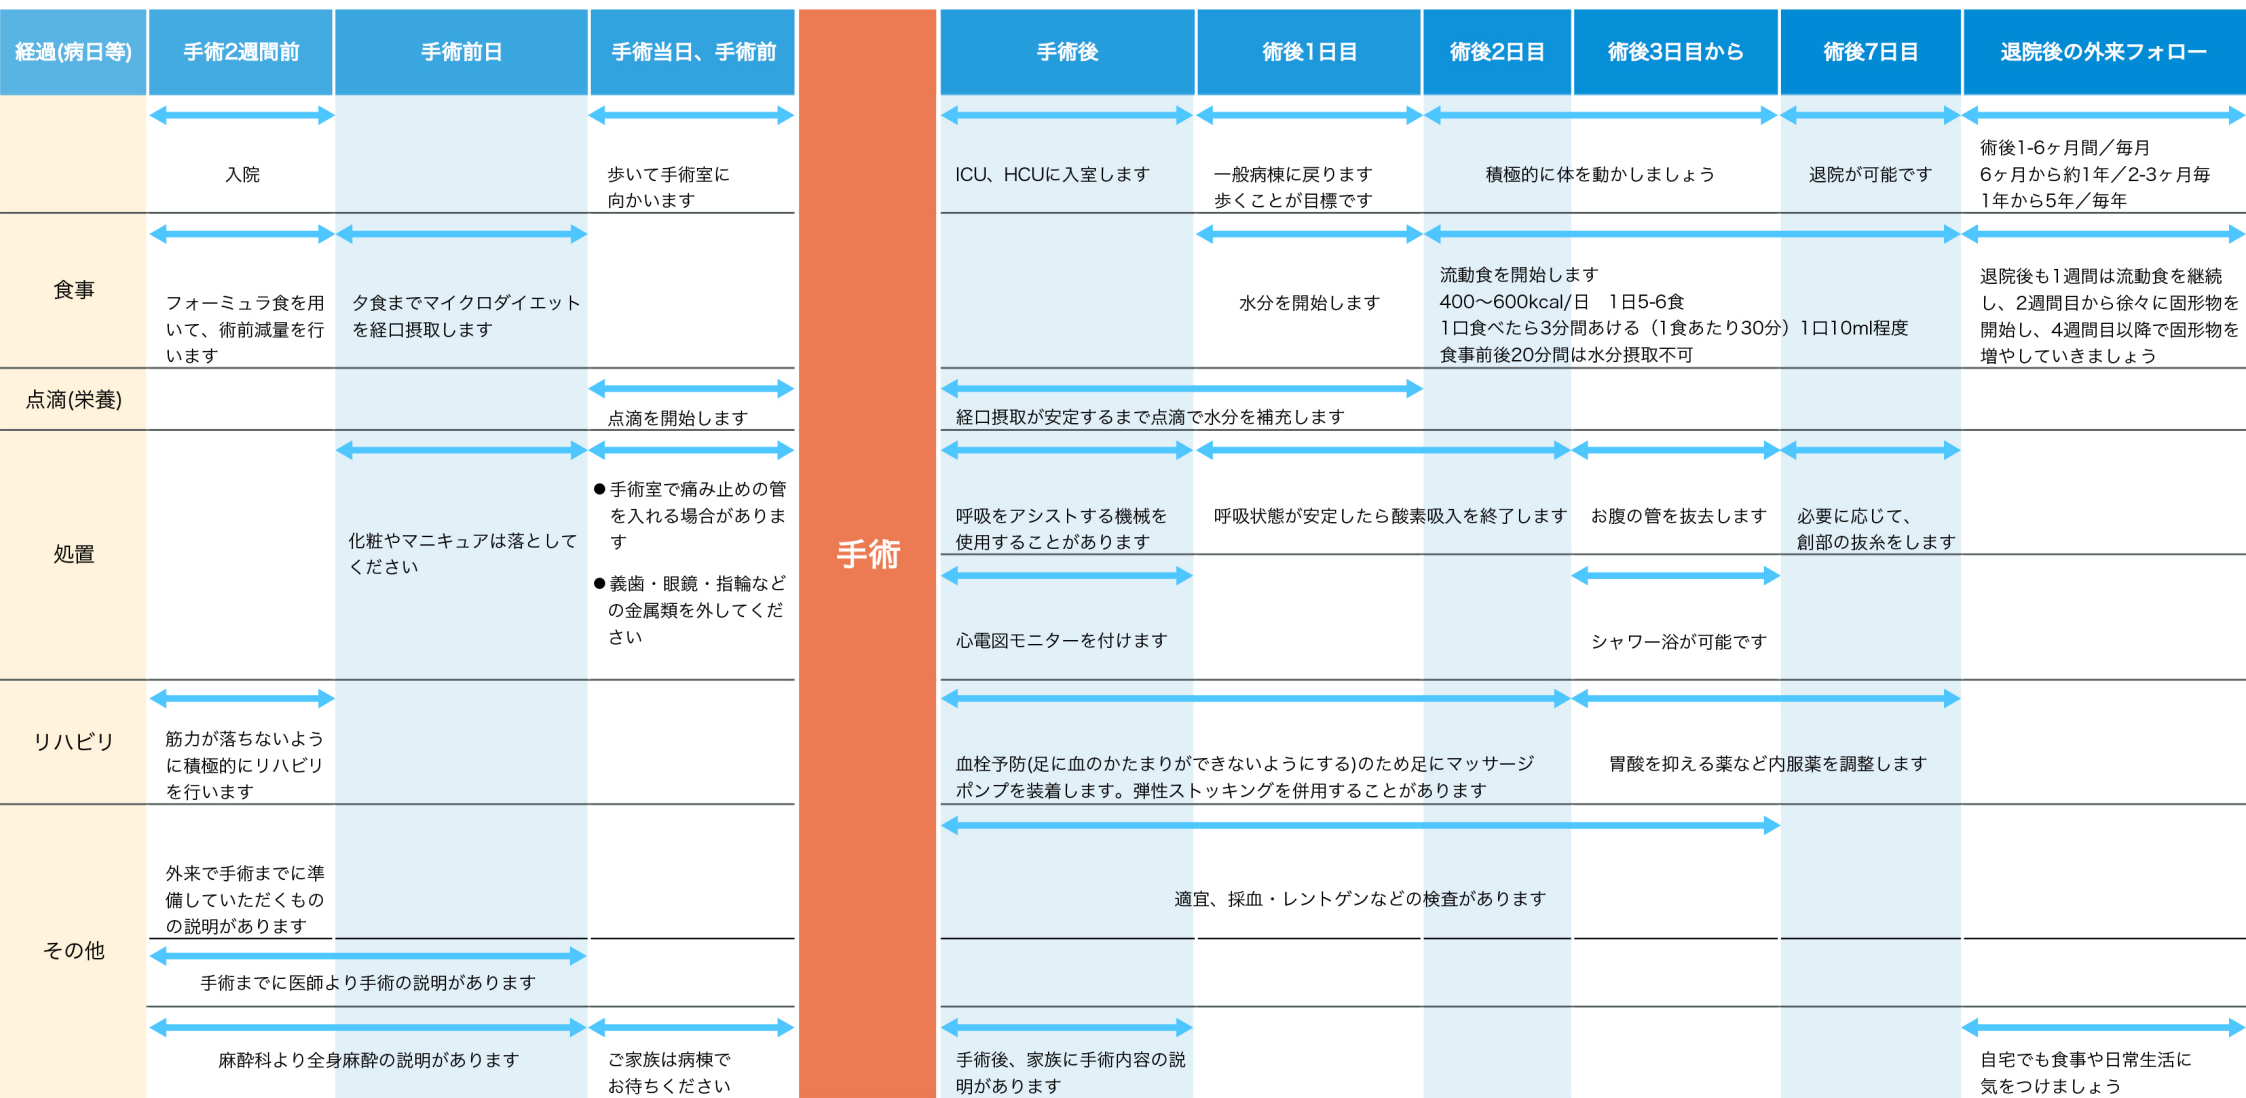 経過(病日等)
手術2週間前
手術前日
手術当日、手術前
手術後
術後1日目
術後2日目
術後3日目から
術後7日目
退院後の外来フォロー
入院
歩いて手術室に
向かいます
ICU、HCUに入室します
一般病棟に戻ります
歩くことが目標です
積極的に体を動かしましょう
退院が可能です
術後1-6ヶ月間／毎月
6ヶ月から約1年／2-3ヶ月毎
1年から5年／毎年
食事
フォーミュラ食を用
いて、術前減量を行
います
夕食までマイクロダイエット
を経口摂取します
水分を開始します
流動食を開始します
400〜600kcal/日　1日5-6食
1口食べたら3分間あける（1食あたり30分）1口10ml程度
食事前後20分間は水分摂取不可
退院後も1週間は流動食を継続
し、2週間目から徐々に固形物を
開始し、4週間目以降で固形物を
増やしていきましょう
点滴(栄養)
点滴を開始します
経口摂取が安定するまで点滴で水分を補充します
処置
化粧やマニキュアは落として
ください
●手術室で痛み止めの管
を入れる場合がありま
す
●義歯・眼鏡・指輪など
の金属類を外してくだ
さい
手術
呼吸をアシストする機械を
使用することがあります
呼吸状態が安定したら酸素吸入を終了します
お腹の管を抜去します
必要に応じて、
創部の抜糸をします
心電図モニターを付けます
シャワー浴が可能です
リハビリ
筋力が落ちないよう
に積極的にリハビリ
を行います
血栓予防(足に血のかたまりができないようにする)のため足にマッサージ
ポンプを装着します。弾性ストッキングを併用することがあります
胃酸を抑える薬など内服薬を調整します
その他
外来で手術までに準
備していただくもの
の説明があります
適宜、採血・レントゲンなどの検査があります
手術までに医師より手術の説明があります
麻酔科より全身麻酔の説明があります
ご家族は病棟で
お待ちください
手術後、家族に手術内容の説
明があります
自宅でも食事や日常生活に
気をつけましょう